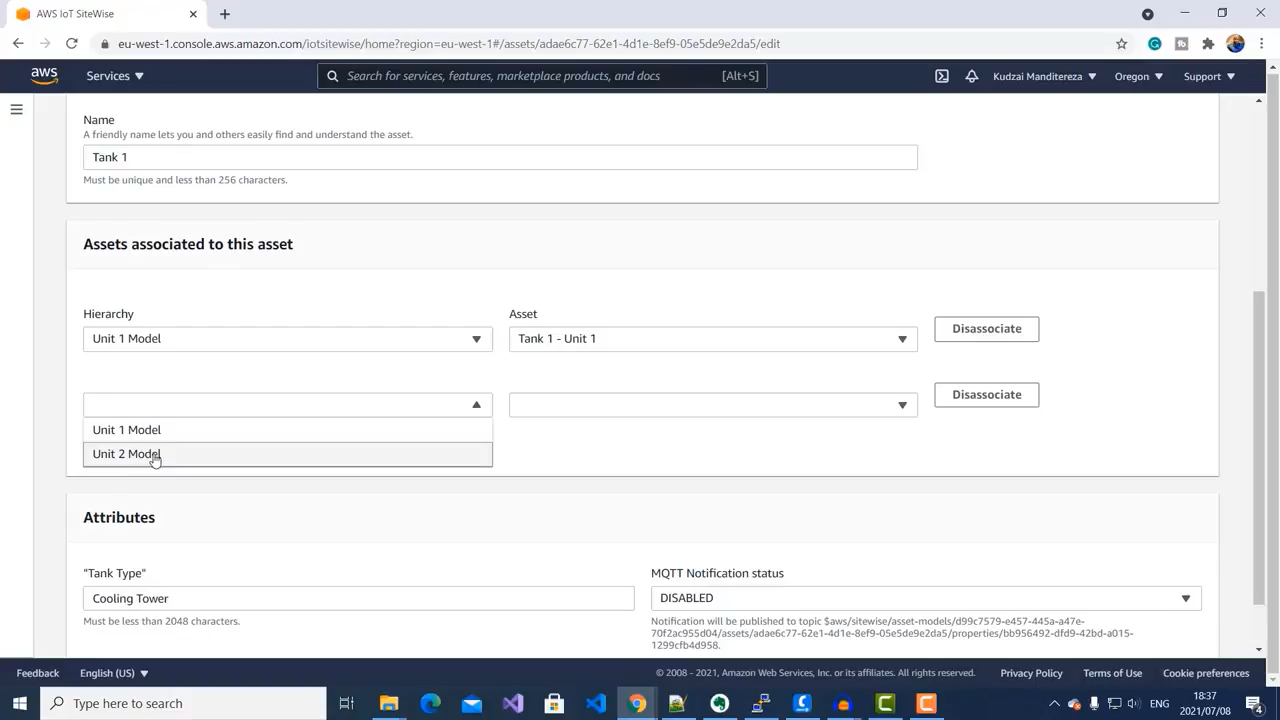 AWS IoT SiteWise
eu-west-1.console.aws.amazon.com/iotsitewise/home?region=eu-west-1#/assets/adae6c77-62e1-4d1e-8ef9-05e5de9e2da5/edit
aws
Services
Search for services, features, marketplace products, and docs
[Alt+S]
Kudzai Manditereza
Oregon
Support
Name
A friendly name lets you and others easily find and understand the asset.
Tank 1
Must be unique and less than 256 characters.
Assets associated to this asset
Hierarchy
Asset
Unit 1 Model
Tank 1 - Unit 1
Disassociate
Disassociate
Unit 1 Model
Unit 2 Model
Attributes
"Tank Type"
MQTT Notification status
Cooling Tower
DISABLED
Must be less than 2048 characters.
Notification will be published to topic $aws/sitewise/asset-models/d99c7579-e457-445a-a47e-
70f2ac955d04/assets/adae6c77-62e1-4d1e-8ef9-05e5de9e2da5/properties/bb956492-dfd9-42bd-a015-
1299cfb4d958.
Feedback
English (US)
© 2008 - 2021, Amazon Web Services, Inc. or its affiliates. All rights reserved.
Privacy Policy
Terms of Use
Cookie preferences
Type here to search
ENG
18:37
2021/07/08
4